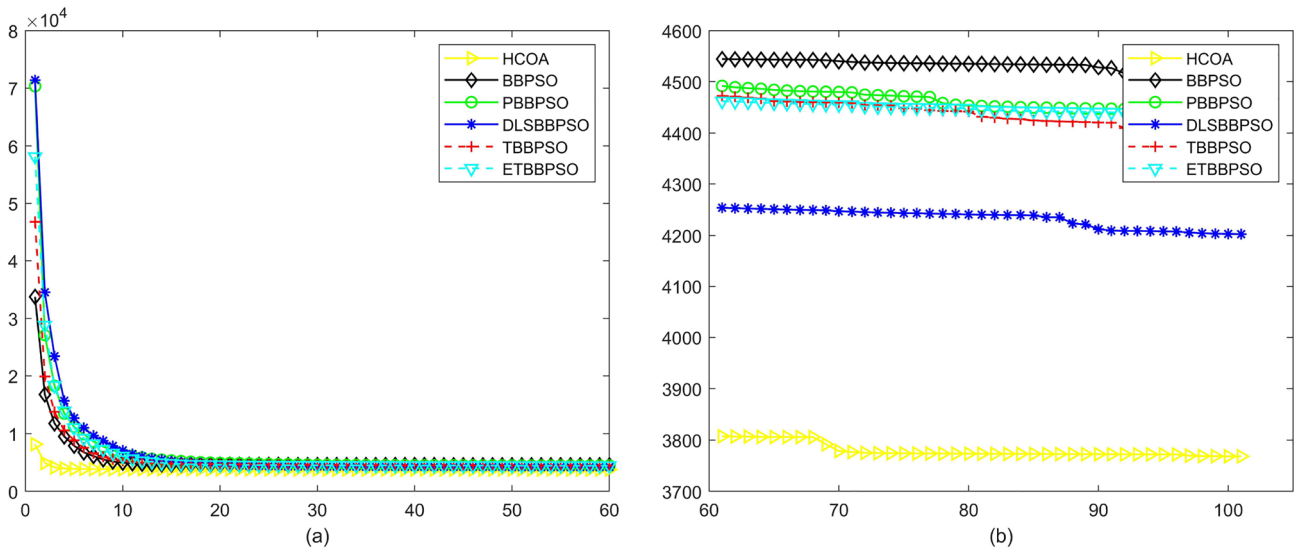 ×10⁴
8
7
6
5
4
3
2
1
0
0 10 20 30 40 50 60
HCOA
BBPSO
PBBPSO
DLSBBPSO
TBBPSO
ETBBPSO
(a)
4600
4500
4400
4300
4200
4100
4000
3900
3800
3700
60 70 80 90 100
HCOA
BBPSO
PBBPSO
DLSBBPSO
TBBPSO
ETBBPSO
(b)